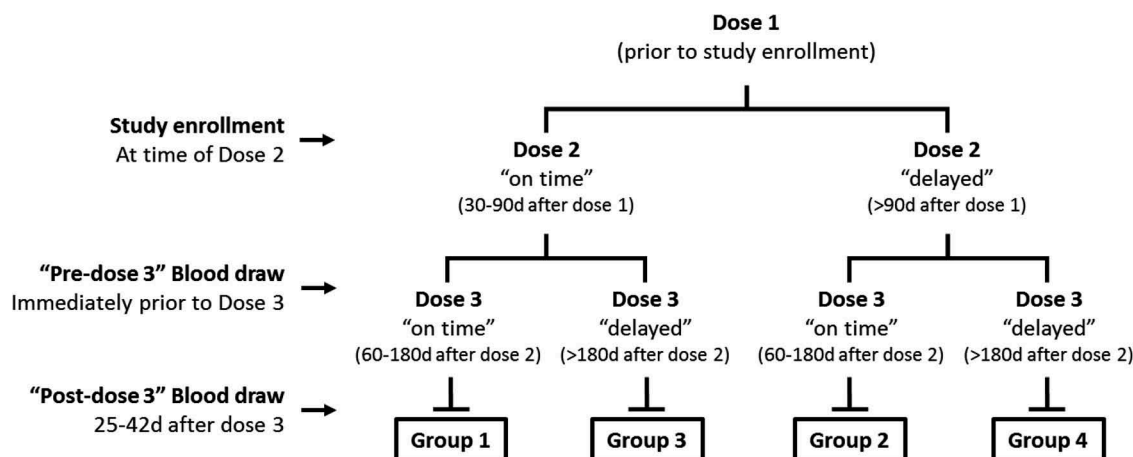 Dose 1
(prior to study enrollment)
Study enrollment
At time of Dose 2
Dose 2
“on time”
(30-90d after dose 1)
Dose 2
“delayed”
(>90d after dose 1)
“Pre-dose 3” Blood draw
Immediately prior to Dose 3
Dose 3
“on time”
(60-180d after dose 2)
Dose 3
“delayed”
(>180d after dose 2)
Dose 3
“on time”
(60-180d after dose 2)
Dose 3
“delayed”
(>180d after dose 2)
“Post-dose 3” Blood draw
25-42d after dose 3
Group 1
Group 3
Group 2
Group 4